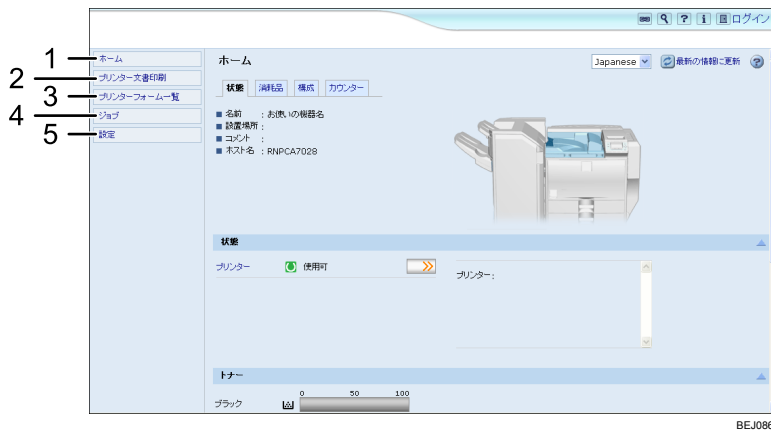 ログイン
1
2
3
4
5
ホーム
プリンター文書印刷
プリンターフォーム一覧
ジョブ
設定
ホーム
Japanese
最新の情報に更新
状態 消耗品 構成 カウンター
■ 名前 : お使いの機器名
■ 設置場所 :
■ コメント :
■ ホスト名 : RNPCA7028
状態
プリンター 使用可
プリンター:
トナー
0 50 100
ブラック
BEJ086